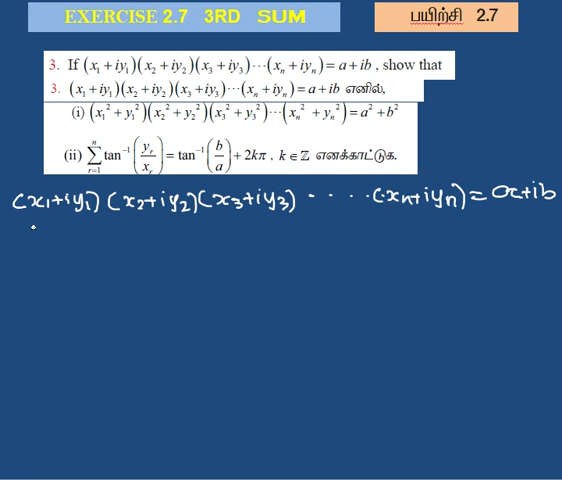 EXERCISE 2.7 3RD SUM
பயிற்சி 2.7
3. If (x₁ + iy₁)(x₂ + iy₂)(x₃ + iy₃)⋯(xₙ + iyₙ) = a + ib, show that
3. (x₁ + iy₁)(x₂ + iy₂)(x₃ + iy₃)⋯(xₙ + iyₙ) = a + ib எனில்,
(i) (x₁² + y₁²)(x₂² + y₂²)(x₃² + y₃²)⋯(xₙ² + yₙ²) = a² + b²
(ii) ∑ᵣ₌₁ⁿ tan⁻¹(yᵣ/xᵣ) = tan⁻¹(b/a) + 2kπ, k ∈ ℤ எனக்காட்டுக.
(x₁+iy₁) (x₂+iy₂)(x₃+iy₃) · · · · · (xₙ+iyₙ) = a+ib